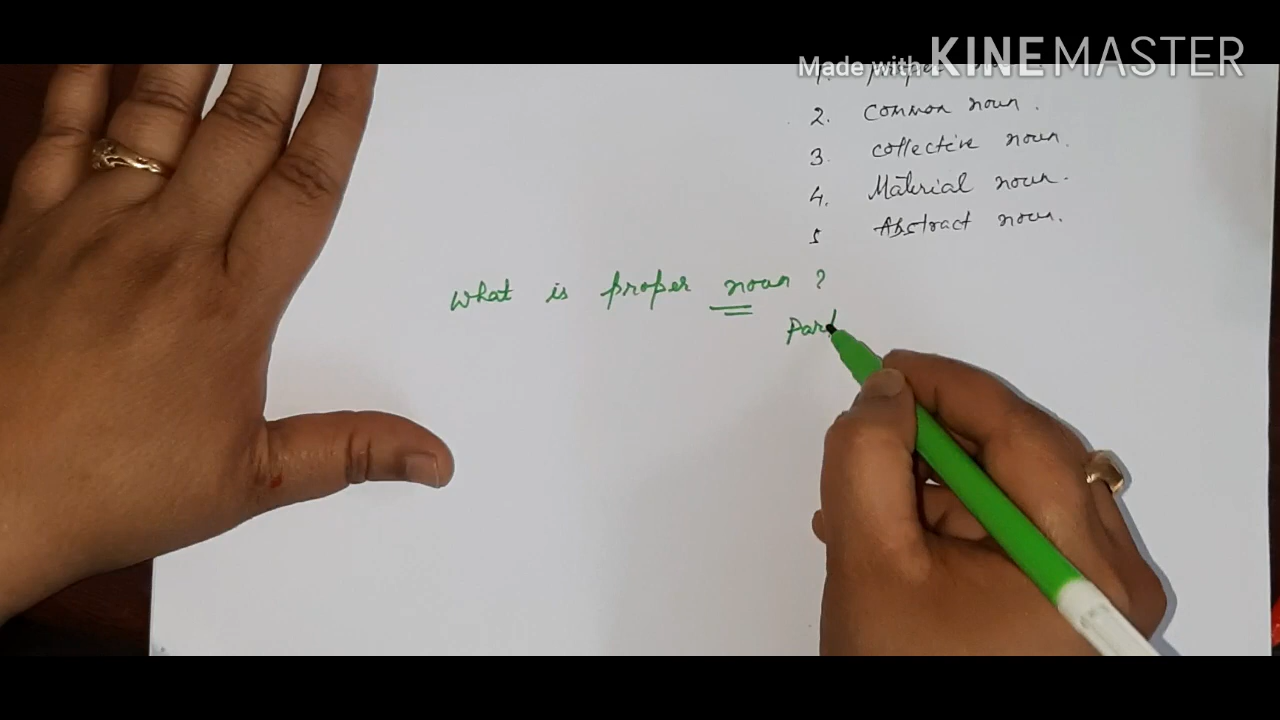 Made with KINEMASTER
2. Common noun.
3. collective noun.
4. Material noun.
5 Abstract noun.
What is proper noun ?